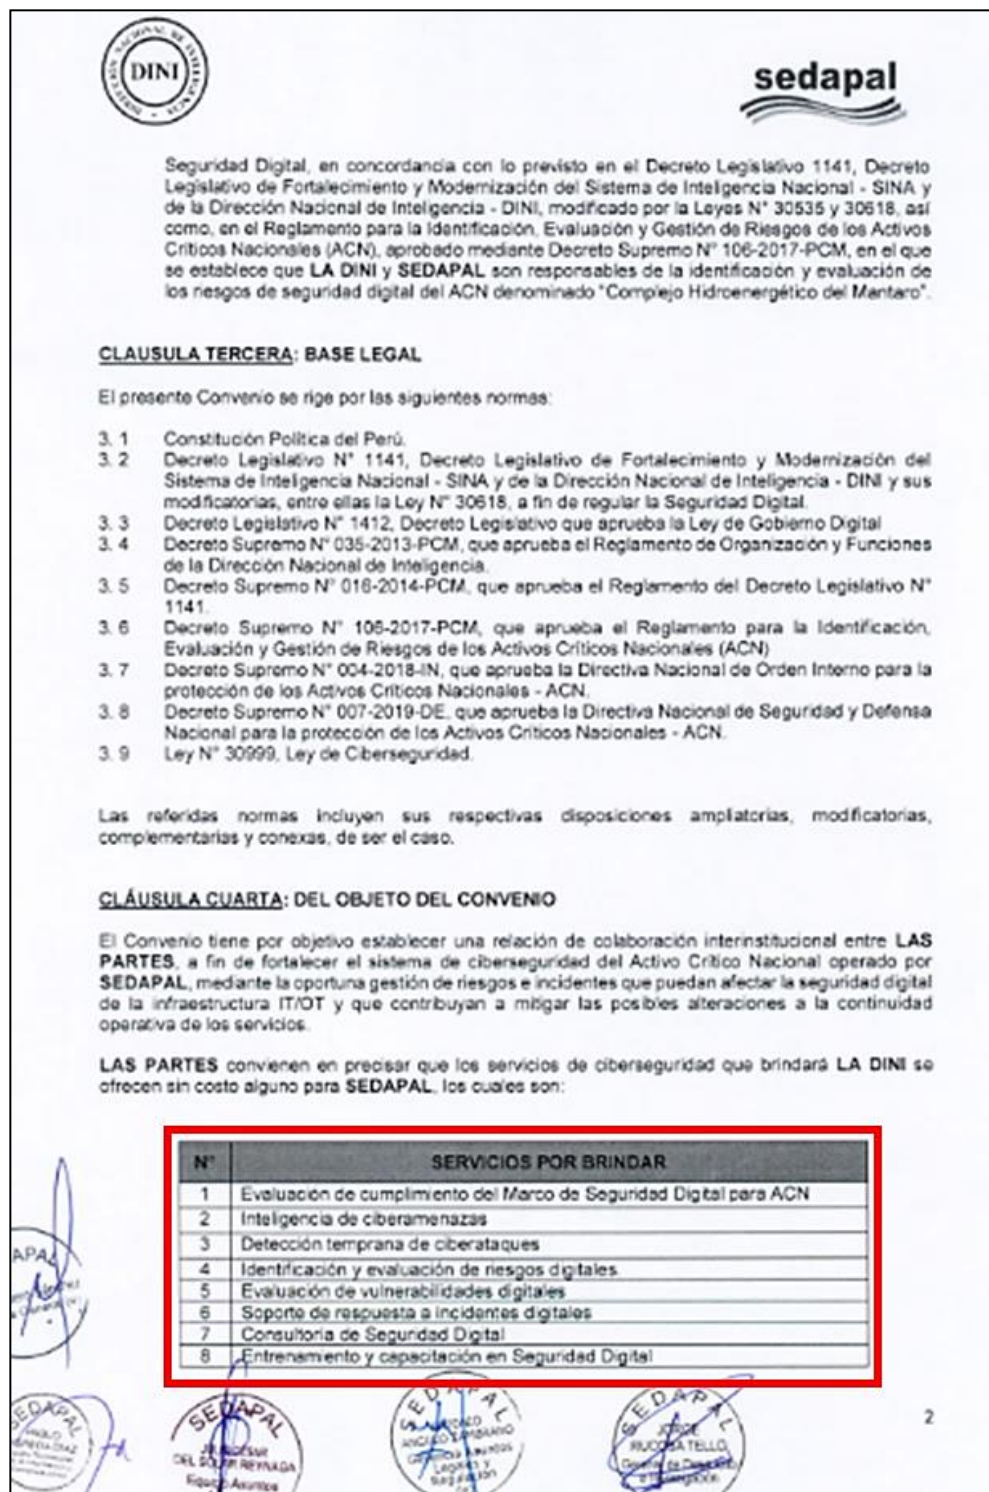 DIRECCIÓN NACIONAL DE INTELIGENCIA
DINI
sedapal
Seguridad Digital, en concordancia con lo previsto en el Decreto Legislativo 1141, Decreto
Legislativo de Fortalecimiento y Modernización del Sistema de Inteligencia Nacional - SINA y
de la Dirección Nacional de Inteligencia - DINI, modificado por la Leyes N° 30535 y 30618, así
como, en el Reglamento para la Identificación, Evaluación y Gestión de Riesgos de los Activos
Críticos Nacionales (ACN), aprobado mediante Decreto Supremo N° 106-2017-PCM, en el que
se establece que LA DINI y SEDAPAL son responsables de la identificación y evaluación de
los riesgos de seguridad digital del ACN denominado "Complejo Hidroenergético del Mantaro".
CLAUSULA TERCERA: BASE LEGAL
El presente Convenio se rige por las siguientes normas:
3. 1 Constitución Política del Perú.
3. 2 Decreto Legislativo N° 1141, Decreto Legislativo de Fortalecimiento y Modernización del
Sistema de Inteligencia Nacional - SINA y de la Dirección Nacional de Inteligencia - DINI y sus
modificatorias, entre ellas la Ley N° 30618, a fin de regular la Seguridad Digital.
3. 3 Decreto Legislativo N° 1412, Decreto Legislativo que aprueba la Ley de Gobierno Digital
3. 4 Decreto Supremo N° 035-2013-PCM, que aprueba el Reglamento de Organización y Funciones
de la Dirección Nacional de Inteligencia.
3. 5 Decreto Supremo N° 016-2014-PCM, que aprueba el Reglamento del Decreto Legislativo N°
1141.
3. 6 Decreto Supremo N° 106-2017-PCM, que aprueba el Reglamento para la Identificación,
Evaluación y Gestión de Riesgos de los Activos Críticos Nacionales (ACN)
3. 7 Decreto Supremo N° 004-2018-IN, que aprueba la Directiva Nacional de Orden Interno para la
protección de los Activos Críticos Nacionales - ACN.
3. 8 Decreto Supremo N° 007-2019-DE, que aprueba la Directiva Nacional de Seguridad y Defensa
Nacional para la protección de los Activos Críticos Nacionales - ACN.
3. 9 Ley N° 30999, Ley de Ciberseguridad.
Las referidas normas incluyen sus respectivas disposiciones ampliatorias, modificatorias,
complementarias y conexas, de ser el caso.
CLÁUSULA CUARTA: DEL OBJETO DEL CONVENIO
El Convenio tiene por objetivo establecer una relación de colaboración interinstitucional entre LAS
PARTES, a fin de fortalecer el sistema de ciberseguridad del Activo Crítico Nacional operado por
SEDAPAL, mediante la oportuna gestión de riesgos e incidentes que puedan afectar la seguridad digital
de la infraestructura IT/OT y que contribuyan a mitigar las posibles alteraciones a la continuidad
operativa de los servicios.
LAS PARTES convienen en precisar que los servicios de ciberseguridad que brindará LA DINI se
ofrecen sin costo alguno para SEDAPAL, los cuales son:
N° SERVICIOS POR BRINDAR
1 Evaluación de cumplimiento del Marco de Seguridad Digital para ACN
2 Inteligencia de ciberamenazas
3 Detección temprana de ciberataques
4 Identificación y evaluación de riesgos digitales
5 Evaluación de vulnerabilidades digitales
6 Soporte de respuesta a incidentes digitales
7 Consultoría de Seguridad Digital
8 Entrenamiento y capacitación en Seguridad Digital
SEDAPAL
SEDAPAL
DEL SOLAR REYNAGA
SEDAPAL
SEDAPAL
JORGE
RUCOBA TELLO
2